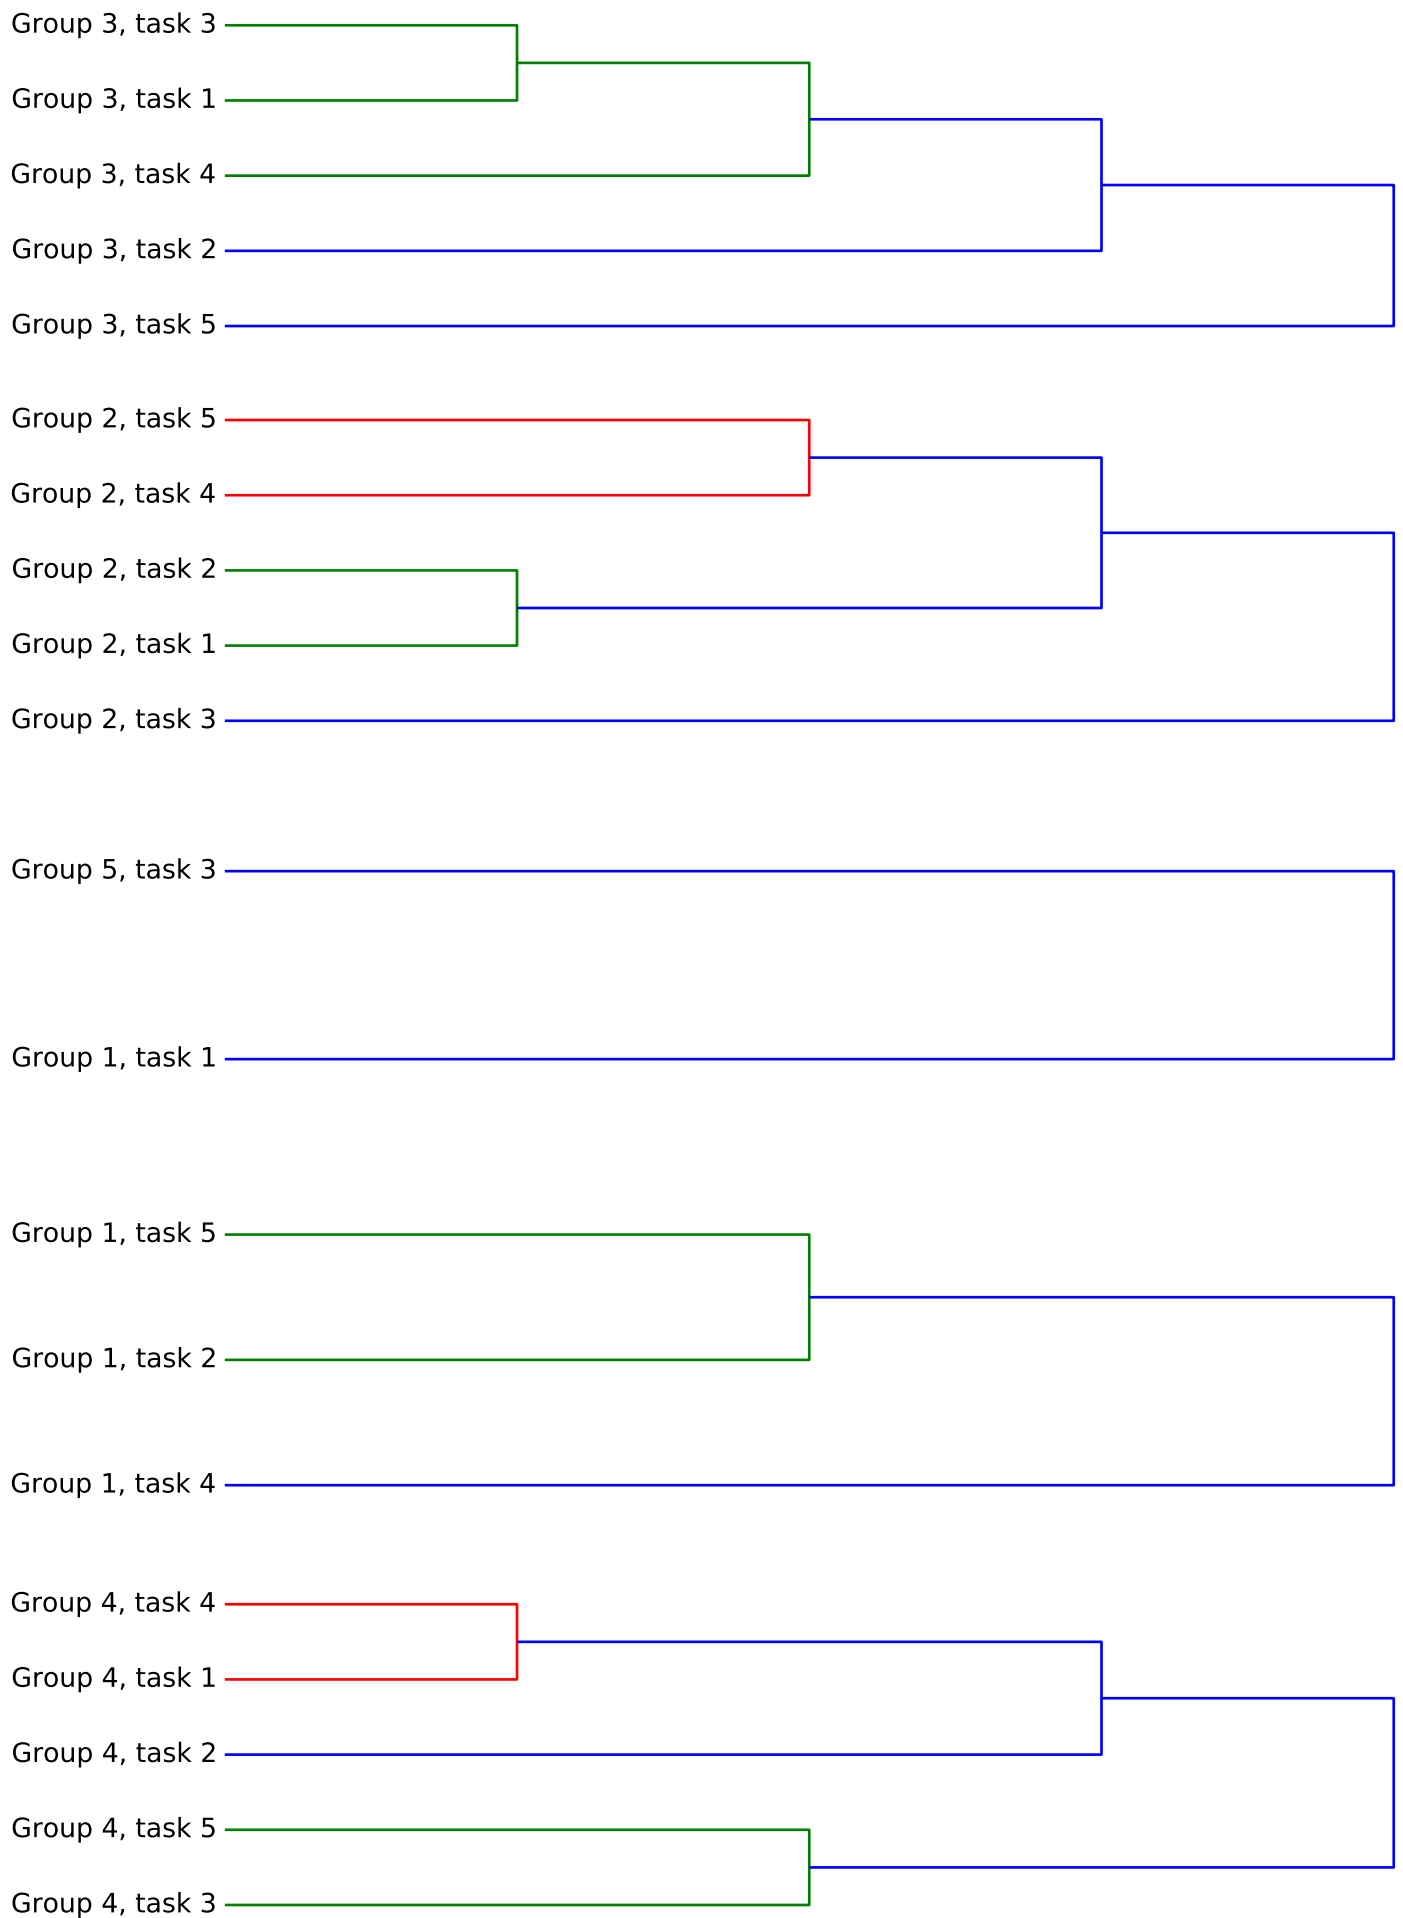 Group 3, task 3
Group 3, task 1
Group 3, task 4
Group 3, task 2
Group 3, task 5
Group 2, task 5
Group 2, task 4
Group 2, task 2
Group 2, task 1
Group 2, task 3
Group 5, task 3
Group 1, task 1
Group 1, task 5
Group 1, task 2
Group 1, task 4
Group 4, task 4
Group 4, task 1
Group 4, task 2
Group 4, task 5
Group 4, task 3